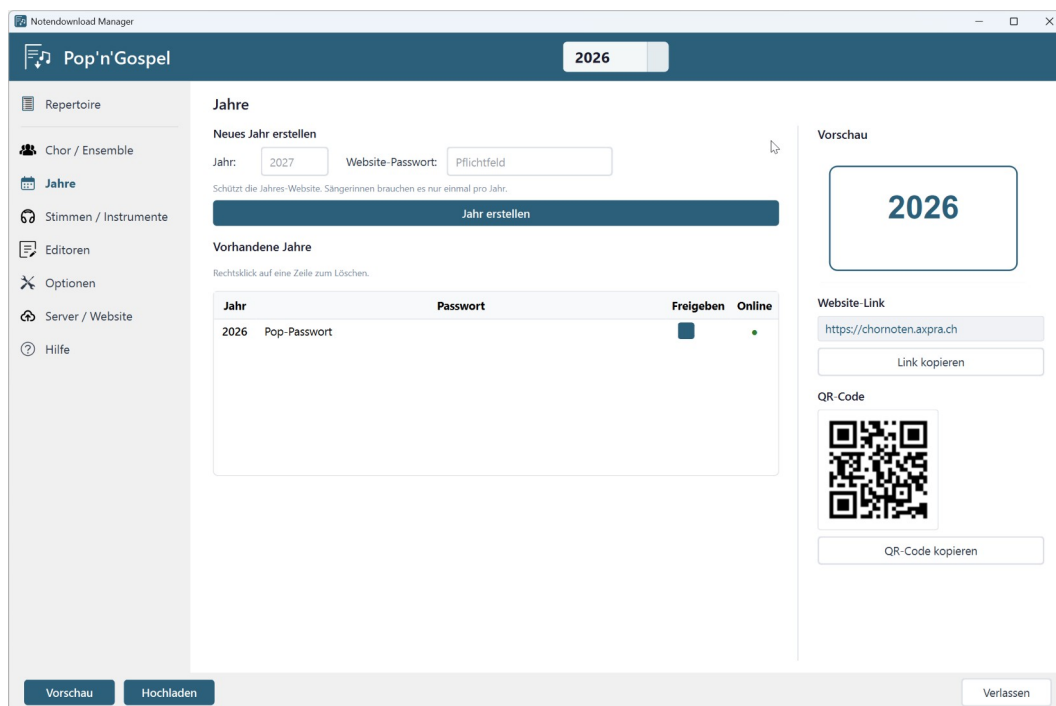 Notendownload Manager
Pop'n'Gospel
2026
Repertoire
Chor / Ensemble
Jahre
Stimmen / Instrumente
Editoren
Optionen
Server / Website
Hilfe
Jahre
Neues Jahr erstellen
Jahr: 2027 Website-Passwort: Pflichtfeld
Schützt die Jahres-Website. Sängerinnen brauchen es nur einmal pro Jahr.
Jahr erstellen
Vorhandene Jahre
Rechtsklick auf eine Zeile zum Löschen.
Jahr Passwort Freigeben Online
2026 Pop-Passwort
Vorschau
2026
Website-Link
https://chornoten.axpra.ch
Link kopieren
QR-Code
QR-Code kopieren
Vorschau Hochladen Verlassen